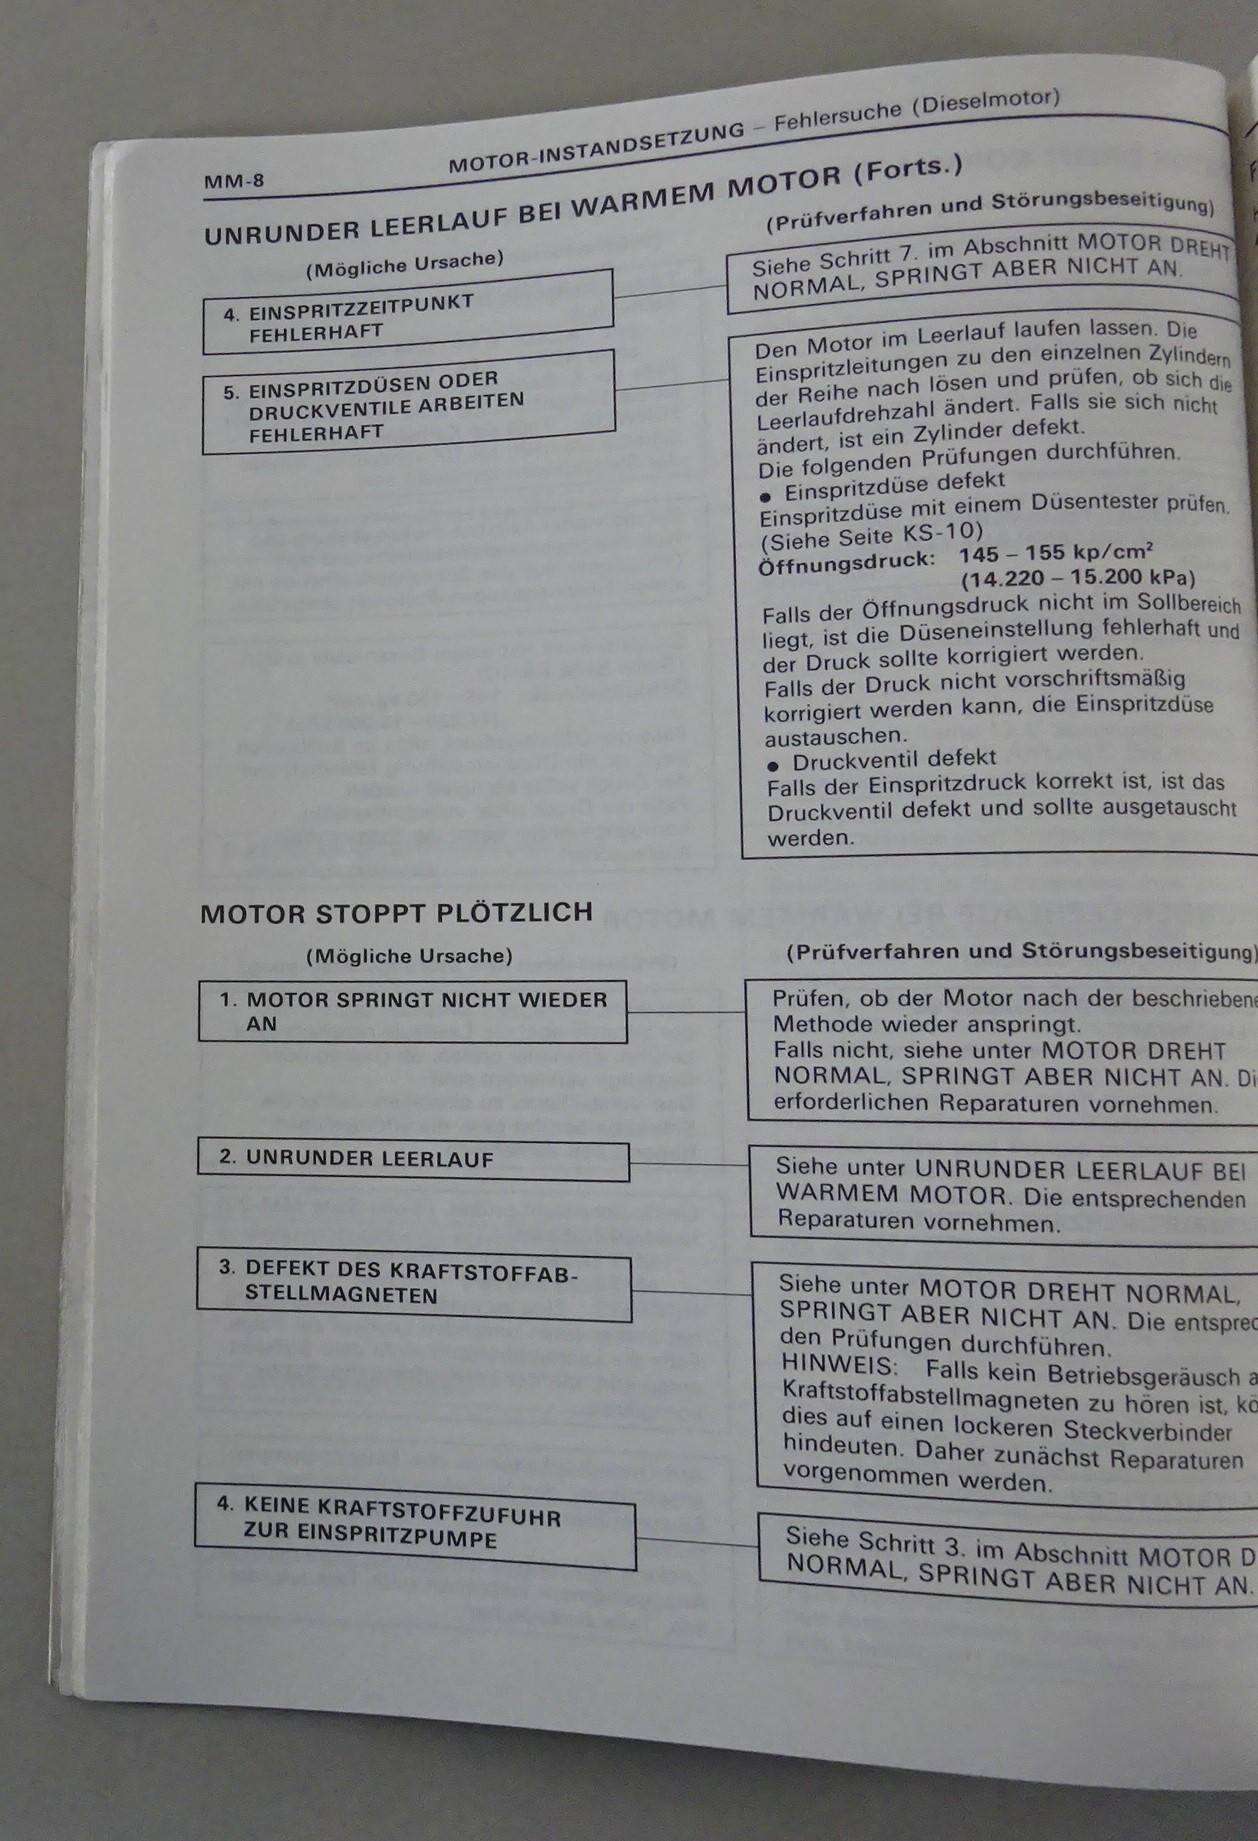 MM-8
MOTOR-INSTANDSETZUNG – Fehlersuche (Dieselmotor)
UNRUNDER LEERLAUF BEI WARMEM MOTOR (Forts.)
(Mögliche Ursache)
(Prüfverfahren und Störungsbeseitigung)
4. EINSPRITZZEITPUNKT
FEHLERHAFT
Siehe Schritt 7. im Abschnitt MOTOR DREHT
NORMAL, SPRINGT ABER NICHT AN.
5. EINSPRITZDÜSEN ODER
DRUCKVENTILE ARBEITEN
FEHLERHAFT
Den Motor im Leerlauf laufen lassen. Die
Einspritzleitungen zu den einzelnen Zylindern
der Reihe nach lösen und prüfen, ob sich die
Leerlaufdrehzahl ändert. Falls sie sich nicht
ändert, ist ein Zylinder defekt.
Die folgenden Prüfungen durchführen.
● Einspritzdüse defekt
Einspritzdüse mit einem Düsentester prüfen.
(Siehe Seite KS-10)
Öffnungsdruck: 145 – 155 kp/cm²
(14.220 – 15.200 kPa)
Falls der Öffnungsdruck nicht im Sollbereich
liegt, ist die Düseneinstellung fehlerhaft und
der Druck sollte korrigiert werden.
Falls der Druck nicht vorschriftsmäßig
korrigiert werden kann, die Einspritzdüse
austauschen.
● Druckventil defekt
Falls der Einspritzdruck korrekt ist, ist das
Druckventil defekt und sollte ausgetauscht
werden.
MOTOR STOPPT PLÖTZLICH
(Mögliche Ursache)
(Prüfverfahren und Störungsbeseitigung)
1. MOTOR SPRINGT NICHT WIEDER
AN
Prüfen, ob der Motor nach der beschriebene
Methode wieder anspringt.
Falls nicht, siehe unter MOTOR DREHT
NORMAL, SPRINGT ABER NICHT AN. Di
erforderlichen Reparaturen vornehmen.
2. UNRUNDER LEERLAUF
Siehe unter UNRUNDER LEERLAUF BEI
WARMEM MOTOR. Die entsprechenden
Reparaturen vornehmen.
3. DEFEKT DES KRAFTSTOFFAB-
STELLMAGNETEN
Siehe unter MOTOR DREHT NORMAL,
SPRINGT ABER NICHT AN. Die entsprec
den Prüfungen durchführen.
HINWEIS: Falls kein Betriebsgeräusch a
Kraftstoffabstellmagneten zu hören ist, kö
dies auf einen lockeren Steckverbinder
hindeuten. Daher zunächst Reparaturen
vorgenommen werden.
4. KEINE KRAFTSTOFFZUFUHR
ZUR EINSPRITZPUMPE
Siehe Schritt 3. im Abschnitt MOTOR D
NORMAL, SPRINGT ABER NICHT AN.